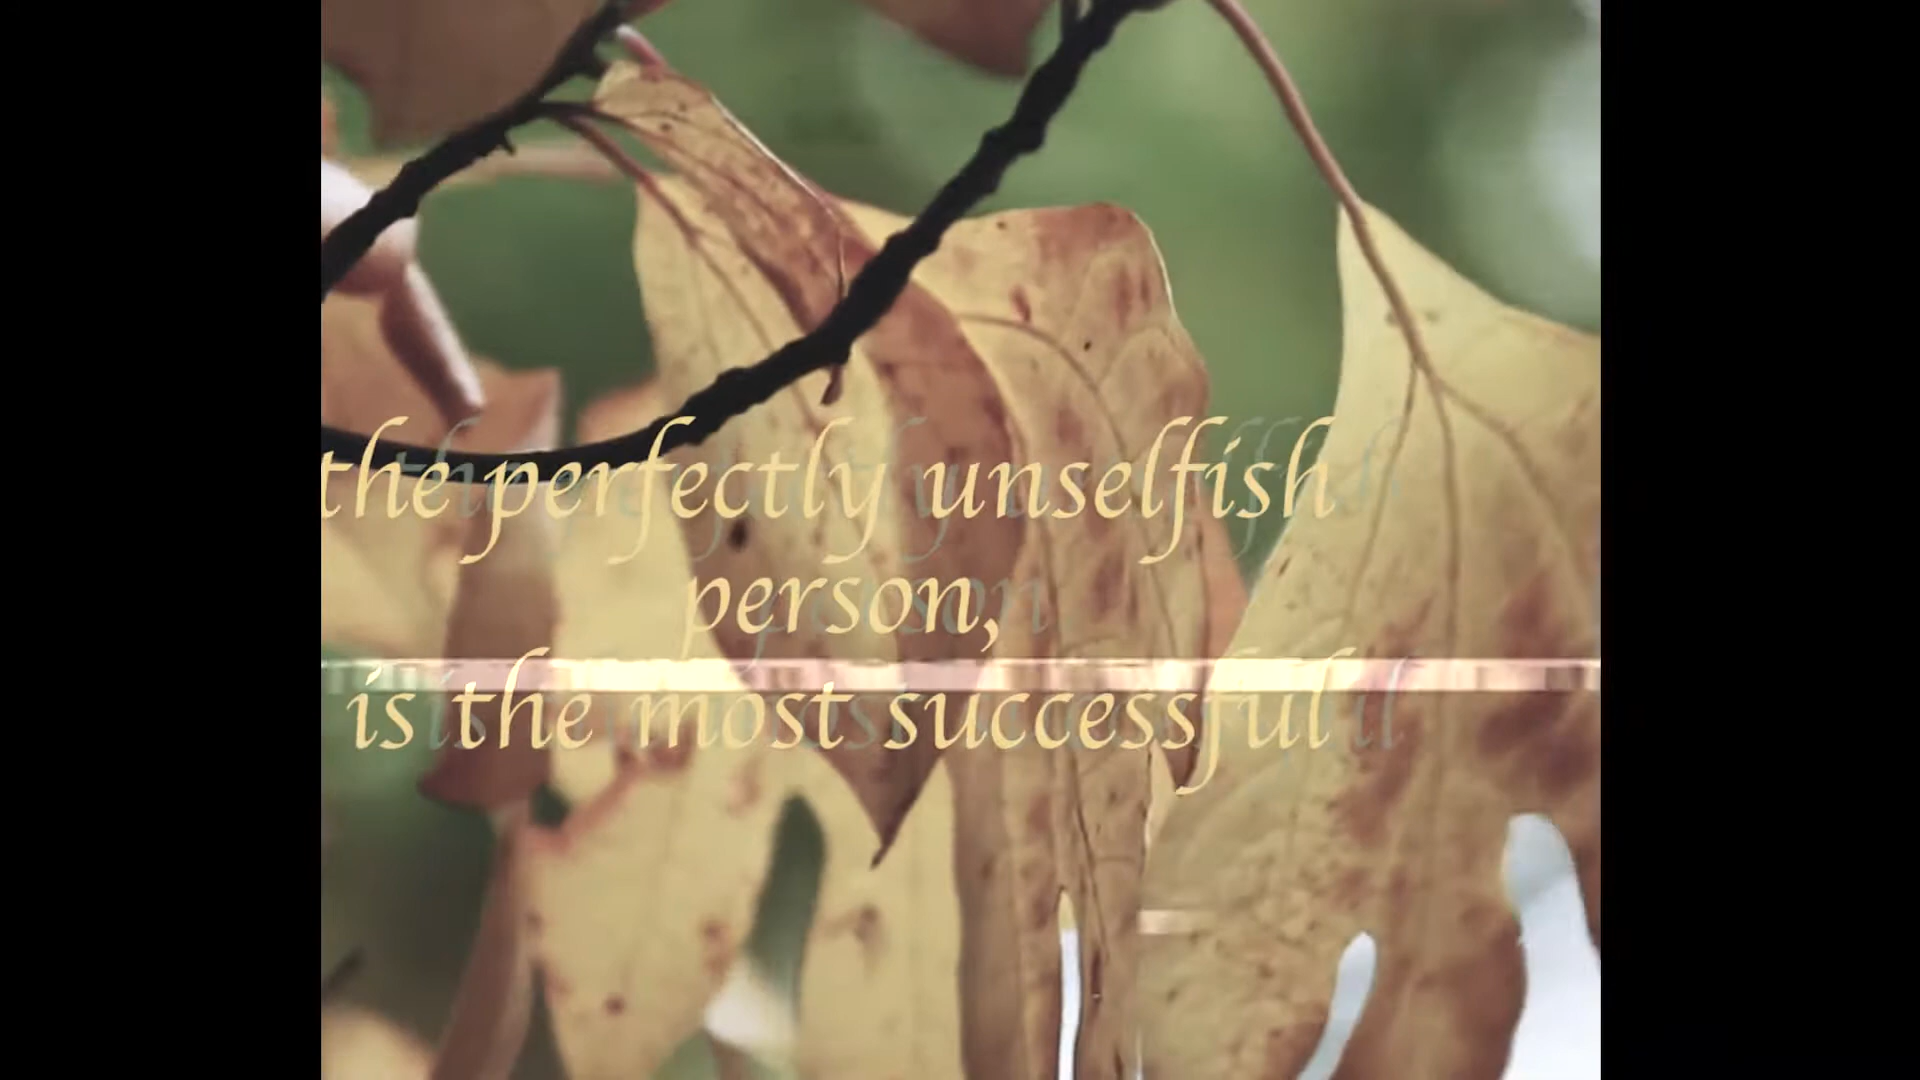 the perfectly unselfish
person,
is the most successful